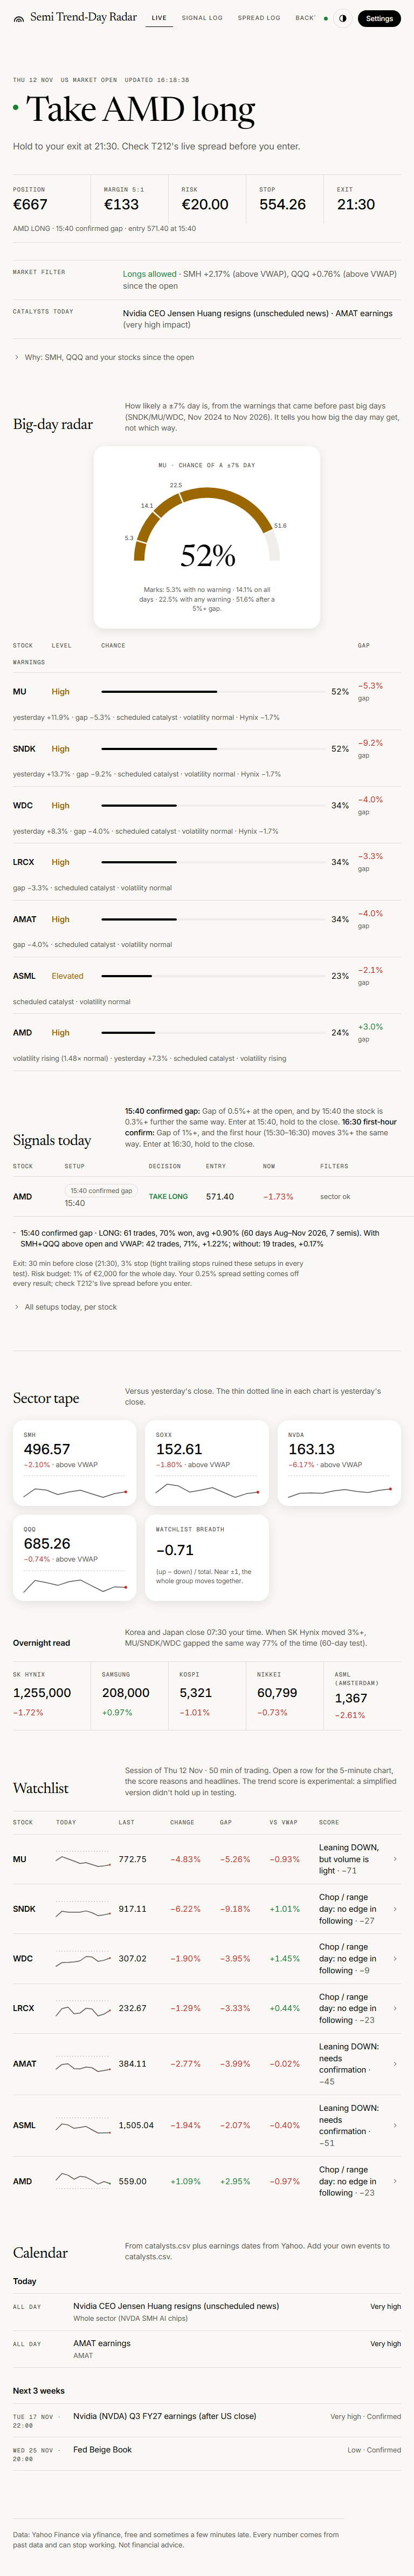 Semi Trend-Day Radar
LIVE
SIGNAL LOG
SPREAD LOG
BACK
Settings
THU 12 NOV US MARKET OPEN UPDATED 16:18:38
Take AMD long
Hold to your exit at 21:30. Check T212's live spread before you enter.
POSITION
€667
MARGIN 5:1
€133
RISK
€20.00
STOP
554.26
EXIT
21:30
AMD LONG · 15:40 confirmed gap · entry 571.40 at 15:40
MARKET FILTER
Longs allowed · SMH +2.17% (above VWAP), QQQ +0.76% (above VWAP)
since the open
CATALYSTS TODAY
Nvidia CEO Jensen Huang resigns (unscheduled news) · AMAT earnings
(very high impact)
Why: SMH, QQQ and your stocks since the open
Big-day radar
How likely a ±7% day is, from the warnings that came before past big days
(SNDK/MU/WDC, Nov 2024 to Nov 2026). It tells you how big the day may get,
not which way.
MU · CHANCE OF A ±7% DAY
5.3
14.1
22.5
51.6
52%
Marks: 5.3% with no warning · 14.1% on all
days · 22.5% with any warning · 51.6% after a
5%+ gap.
STOCK LEVEL CHANCE GAP
WARNINGS
MU High 52% −5.3%
gap
yesterday +11.9% · gap −5.3% · scheduled catalyst · volatility normal · Hynix −1.7%
SNDK High 52% −9.2%
gap
yesterday +13.7% · gap −9.2% · scheduled catalyst · volatility normal · Hynix −1.7%
WDC High 34% −4.0%
gap
yesterday +8.3% · gap −4.0% · scheduled catalyst · volatility normal · Hynix −1.7%
LRCX High 34% −3.3%
gap
gap −3.3% · scheduled catalyst · volatility normal
AMAT High 34% −4.0%
gap
gap −4.0% · scheduled catalyst · volatility normal
ASML Elevated 23% −2.1%
gap
scheduled catalyst · volatility normal
AMD High 24% +3.0%
gap
volatility rising (1.48× normal) · yesterday +7.3% · scheduled catalyst · volatility rising
Signals today
15:40 confirmed gap: Gap of 0.5%+ at the open, and by 15:40 the stock is
0.3%+ further the same way. Enter at 15:40, hold to the close. 16:30 first-hour
confirm: Gap of 1%+, and the first hour (15:30–16:30) moves 3%+ the same
way. Enter at 16:30, hold to the close.
STOCK SETUP DECISION ENTRY NOW FILTERS
AMD 15:40 confirmed gap TAKE LONG 571.40 −1.73% sector ok
15:40
– 15:40 confirmed gap · LONG: 61 trades, 70% won, avg +0.90% (60 days Aug–Nov 2026, 7 semis). With
SMH+QQQ above open and VWAP: 42 trades, 71%, +1.22%; without: 19 trades, +0.17%
Exit: 30 min before close (21:30), 3% stop (tight trailing stops ruined these setups in every
test). Risk budget: 1% of €2,000 for the whole day. Your 0.25% spread setting comes off
every result; check T212's live spread before you enter.
All setups today, per stock
Sector tape
Versus yesterday's close. The thin dotted line in each chart is yesterday's
close.
SMH
496.57
−2.10% · above VWAP
SOXX
152.61
−1.80% · above VWAP
NVDA
163.13
−6.17% · above VWAP
QQQ
685.26
−0.74% · above VWAP
WATCHLIST BREADTH
−0.71
(up − down) / total. Near ±1, the
whole group moves together.
Overnight read
Korea and Japan close 07:30 your time. When SK Hynix moved 3%+,
MU/SNDK/WDC gapped the same way 77% of the time (60-day test).
SK HYNIX
1,255,000
−1.72%
SAMSUNG
208,000
+0.97%
KOSPI
5,321
−1.01%
NIKKEI
60,799
−0.73%
ASML
(AMSTERDAM)
1,367
−2.61%
Watchlist
Session of Thu 12 Nov · 50 min of trading. Open a row for the 5-minute chart,
the score reasons and headlines. The trend score is experimental: a simplified
version didn't hold up in testing.
STOCK TODAY LAST CHANGE GAP VS VWAP SCORE
MU 772.75 −4.83% −5.26% −0.93% Leaning DOWN,
but volume is
light · −71
SNDK 917.11 −6.22% −9.18% +1.01% Chop / range
day: no edge in
following · −27
WDC 307.02 −1.90% −3.95% +1.45% Chop / range
day: no edge in
following · −9
LRCX 232.67 −1.29% −3.33% +0.44% Chop / range
day: no edge in
following · −23
AMAT 384.11 −2.77% −3.99% −0.02% Leaning DOWN:
needs
confirmation ·
−45
ASML 1,505.04 −1.94% −2.07% −0.40% Leaning DOWN:
needs
confirmation ·
−51
AMD 559.00 +1.09% +2.95% −0.97% Chop / range
day: no edge in
following · −23
Calendar
From catalysts.csv plus earnings dates from Yahoo. Add your own events to
catalysts.csv.
Today
ALL DAY Nvidia CEO Jensen Huang resigns (unscheduled news) Very high
Whole sector (NVDA SMH AI chips)
ALL DAY AMAT earnings Very high
AMAT
Next 3 weeks
TUE 17 NOV · Nvidia (NVDA) Q3 FY27 earnings (after US close) Very high · Confirmed
22:00
WED 25 NOV · Fed Beige Book Low · Confirmed
20:00
Data: Yahoo Finance via yfinance, free and sometimes a few minutes late. Every number comes from
past data and can stop working. Not financial advice.